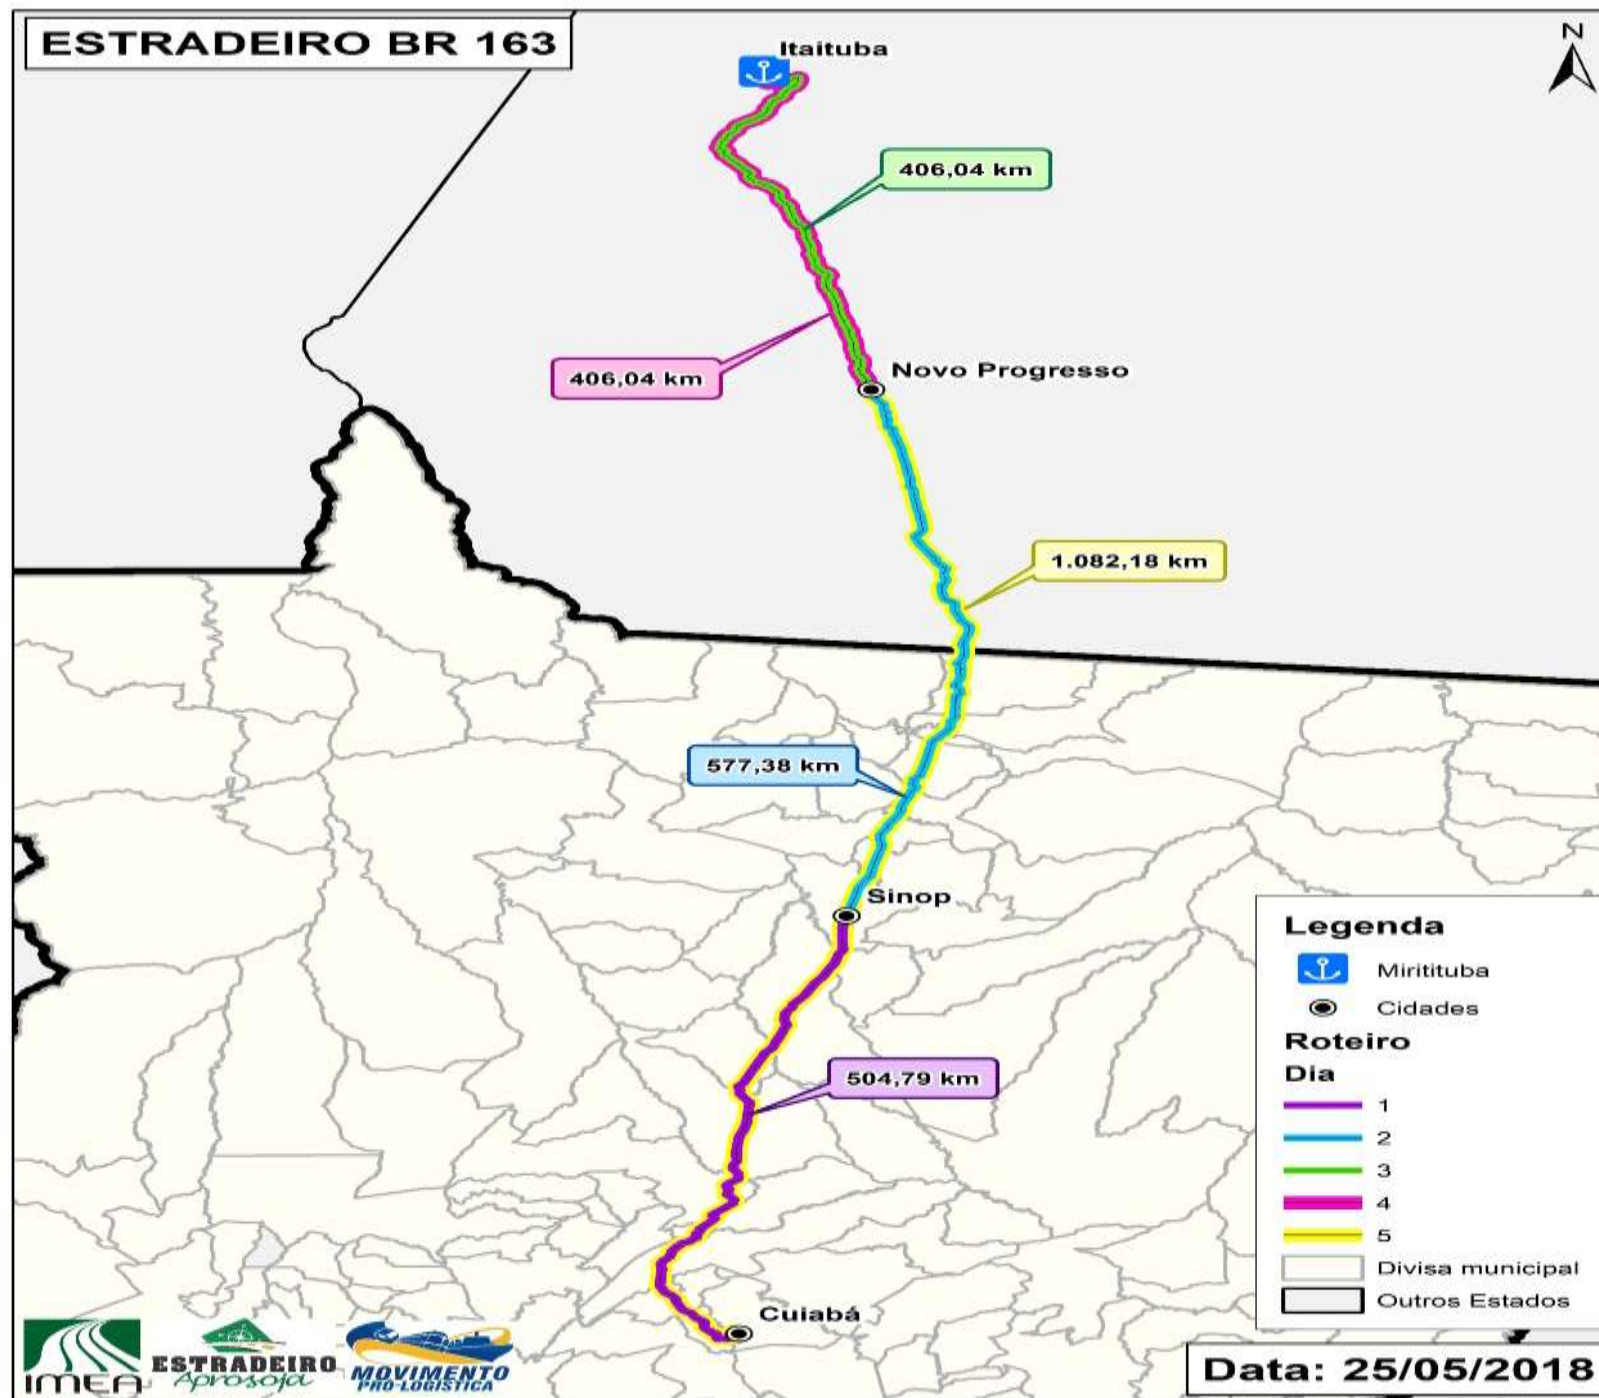 ESTRADEIRO BR 163
N
Itaituba
406,04 km
406,04 km
Novo Progresso
1.082,18 km
577,38 km
Sinop
504,79 km
Cuiabá
Legenda
Miritituba
Cidades
Roteiro
Dia
1
2
3
4
5
Divisa municipal
Outros Estados
IMEA
ESTRADEIRO
Aprosoja
MOVIMENTO
PRÓ-LOGÍSTICA
Data: 25/05/2018